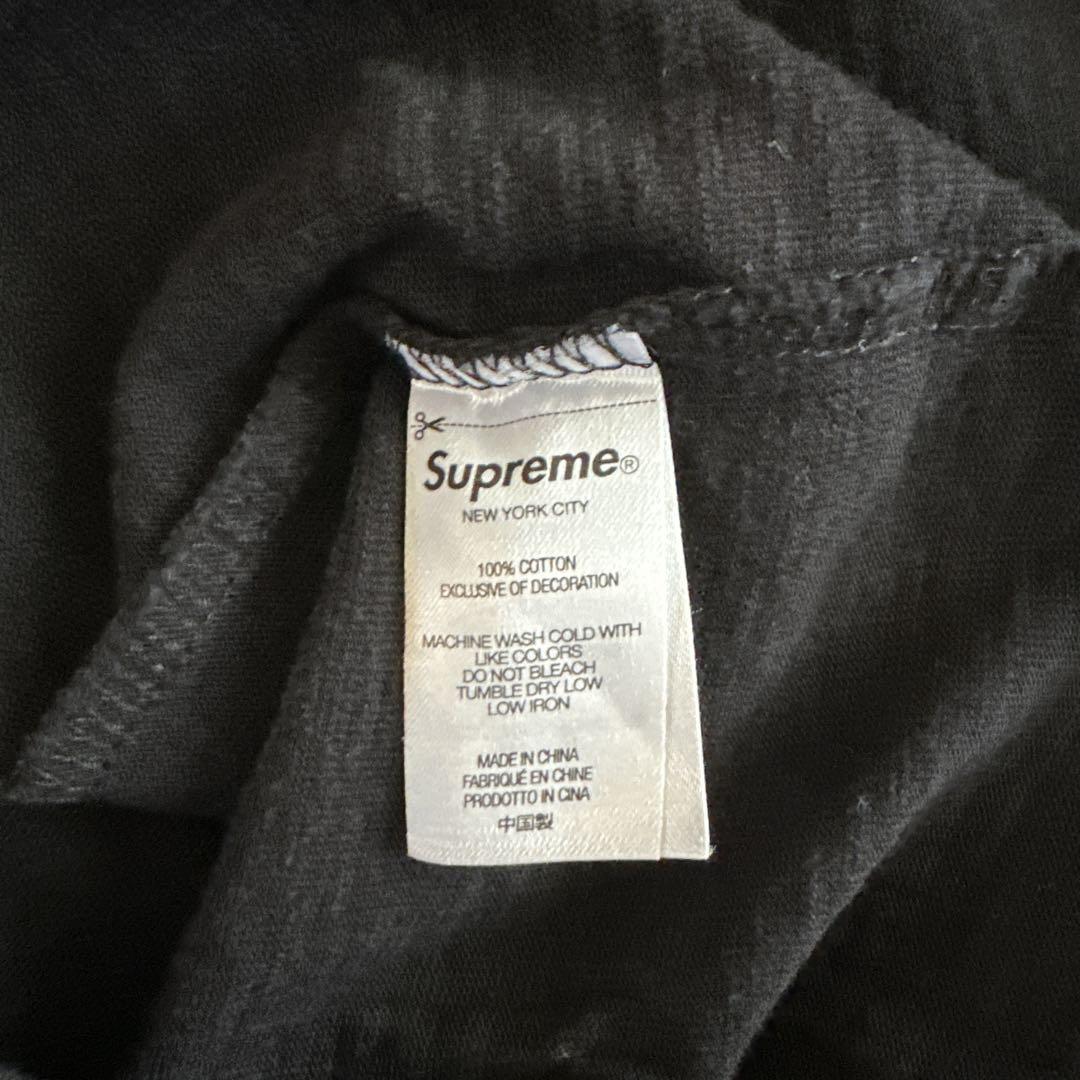 Supreme®
NEW YORK CITY
100% COTTON
EXCLUSIVE OF DECORATION
MACHINE WASH COLD WITH
LIKE COLORS
DO NOT BLEACH
TUMBLE DRY LOW
LOW IRON
MADE IN CHINA
FABRIQUÉ EN CHINE
PRODOTTO IN CINA
中国製